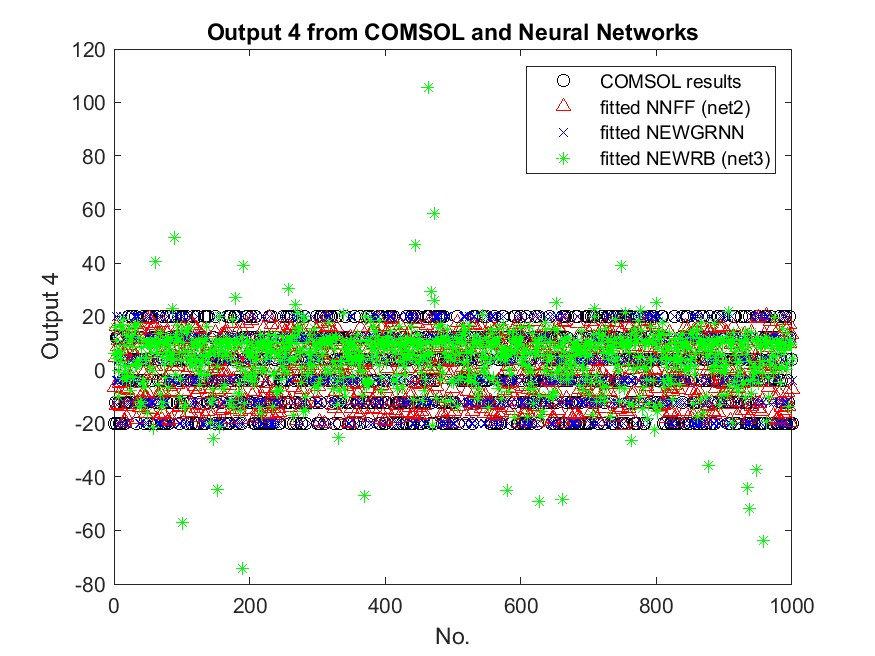 Output 4 from COMSOL and Neural Networks
120
100
80
60
40
20
0
-20
-40
-60
-80
Output 4
COMSOL results
fitted NNFF (net2)
fitted NEWGRNN
fitted NEWRB (net3)
0
200
400
600
800
1000
No.